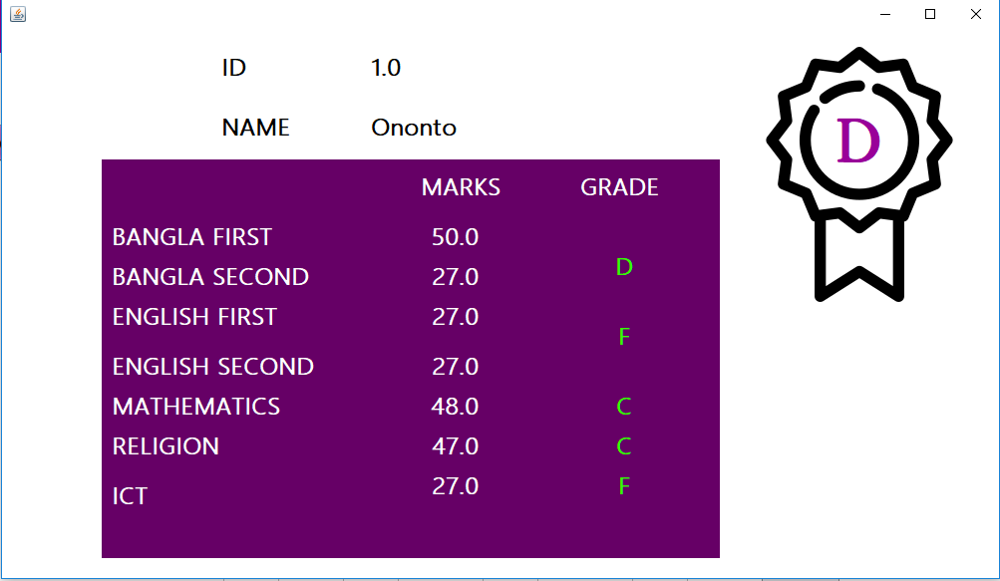 ID 1.0
NAME Ononto
D
MARKS GRADE
BANGLA FIRST 50.0
D
BANGLA SECOND 27.0
ENGLISH FIRST 27.0
F
ENGLISH SECOND 27.0
MATHEMATICS 48.0 C
RELIGION 47.0 C
ICT 27.0 F